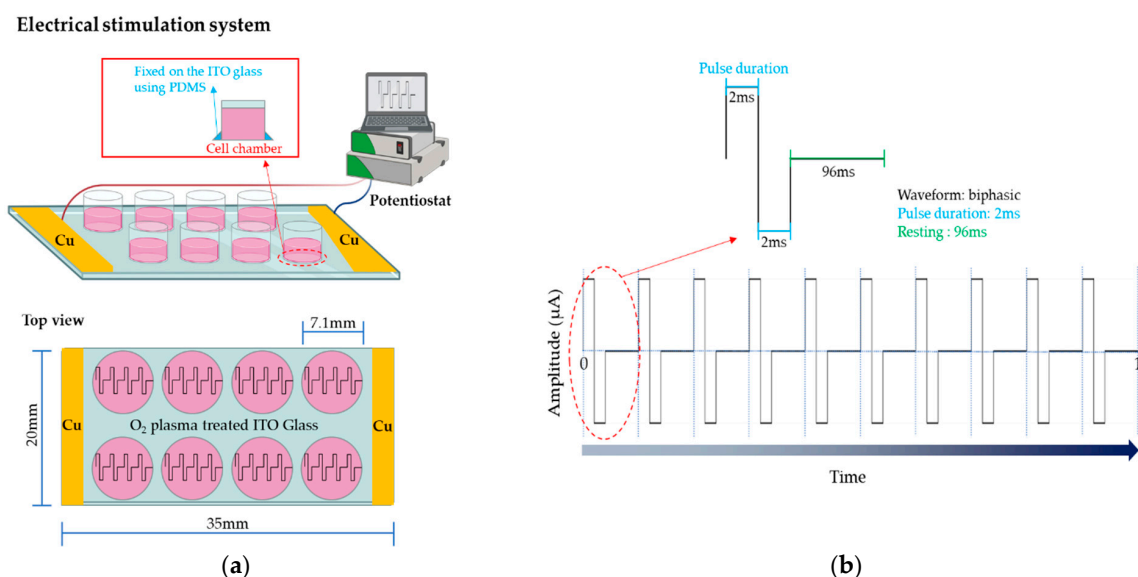 Electrical stimulation system
Fixed on the ITO glass
using PDMS
Cell chamber
Potentiostat
Cu
Cu
Top view
7.1mm
20mm
Cu
O₂ plasma treated ITO Glass
Cu
35mm
(a)
Pulse duration
2ms
96ms
2ms
Waveform: biphasic
Pulse duration: 2ms
Resting : 96ms
Amplitude (μA)
0
1
Time
(b)